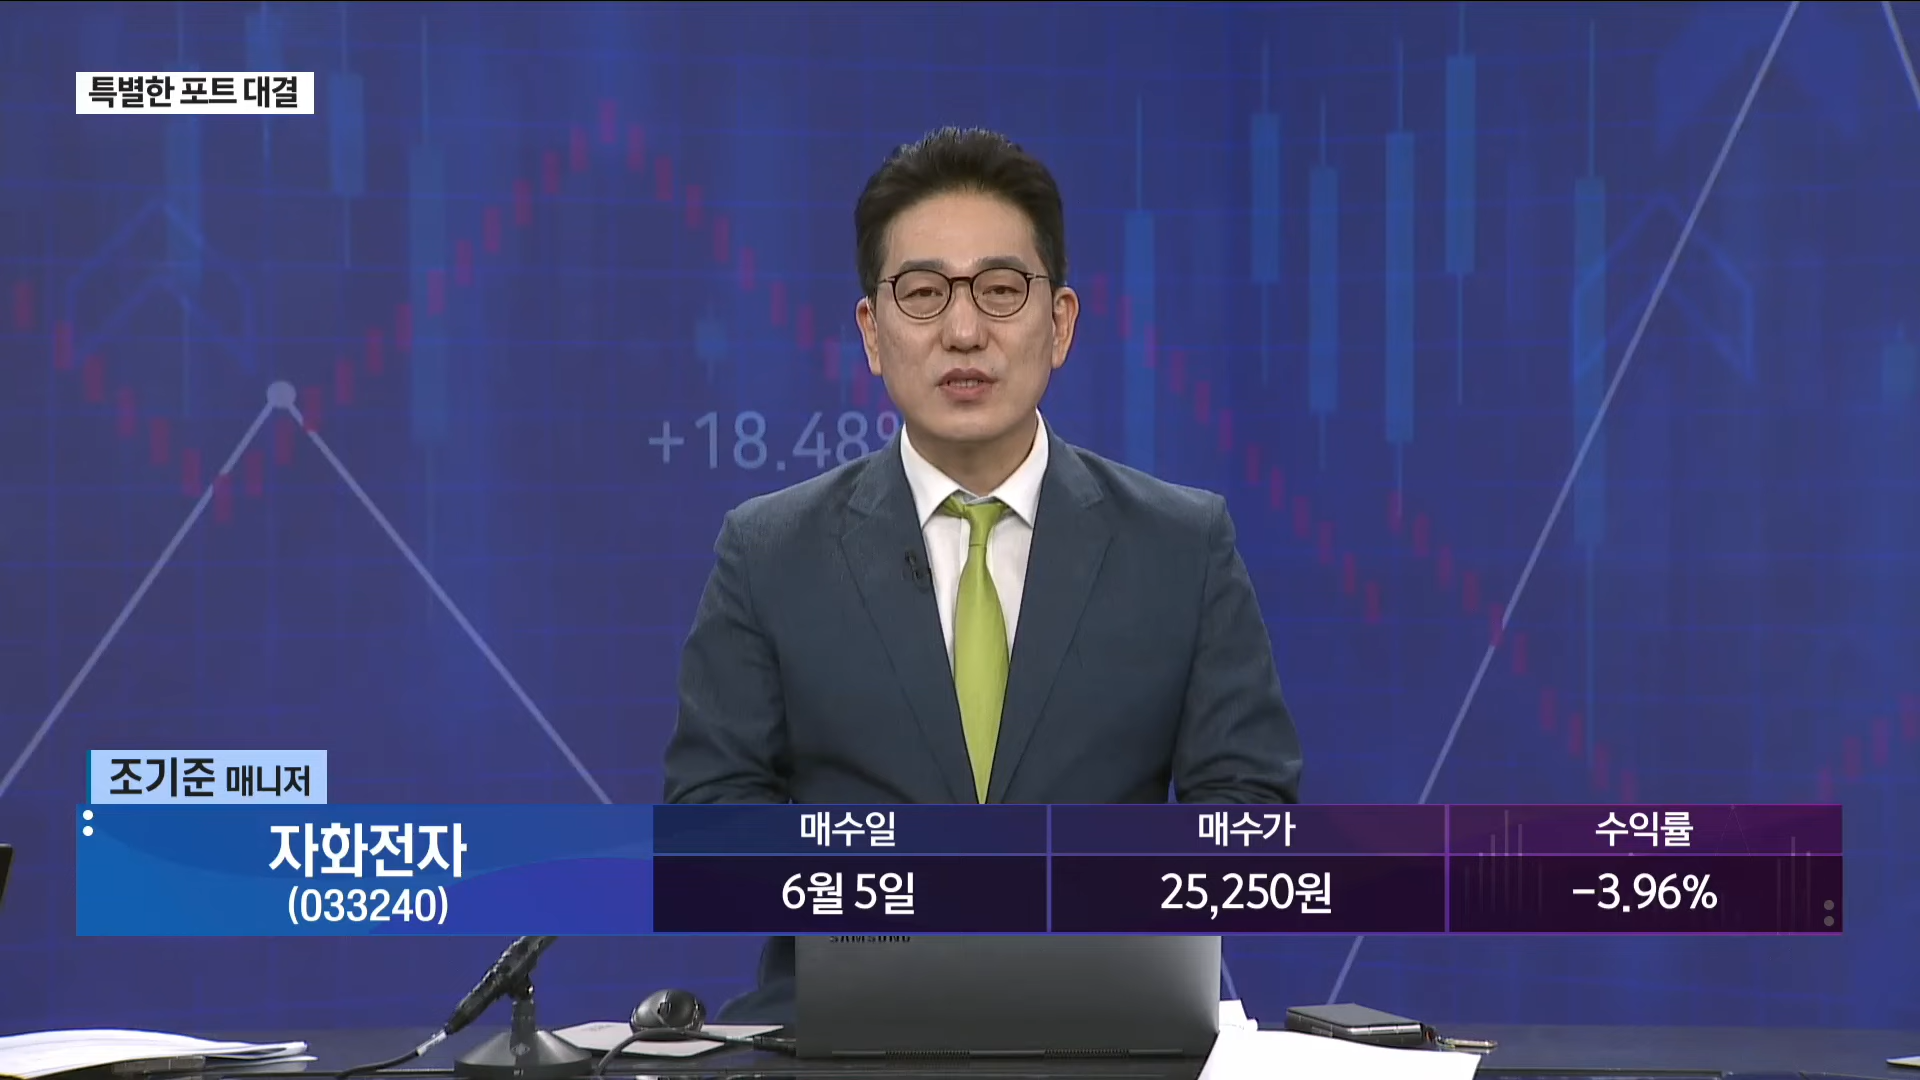 특별한 포트 대결
+18.48%
조기준 매니저
자화전자
(033240)
매수일
매수가
수익률
6월 5일
25,250원
-3.96%
SAMSUNG